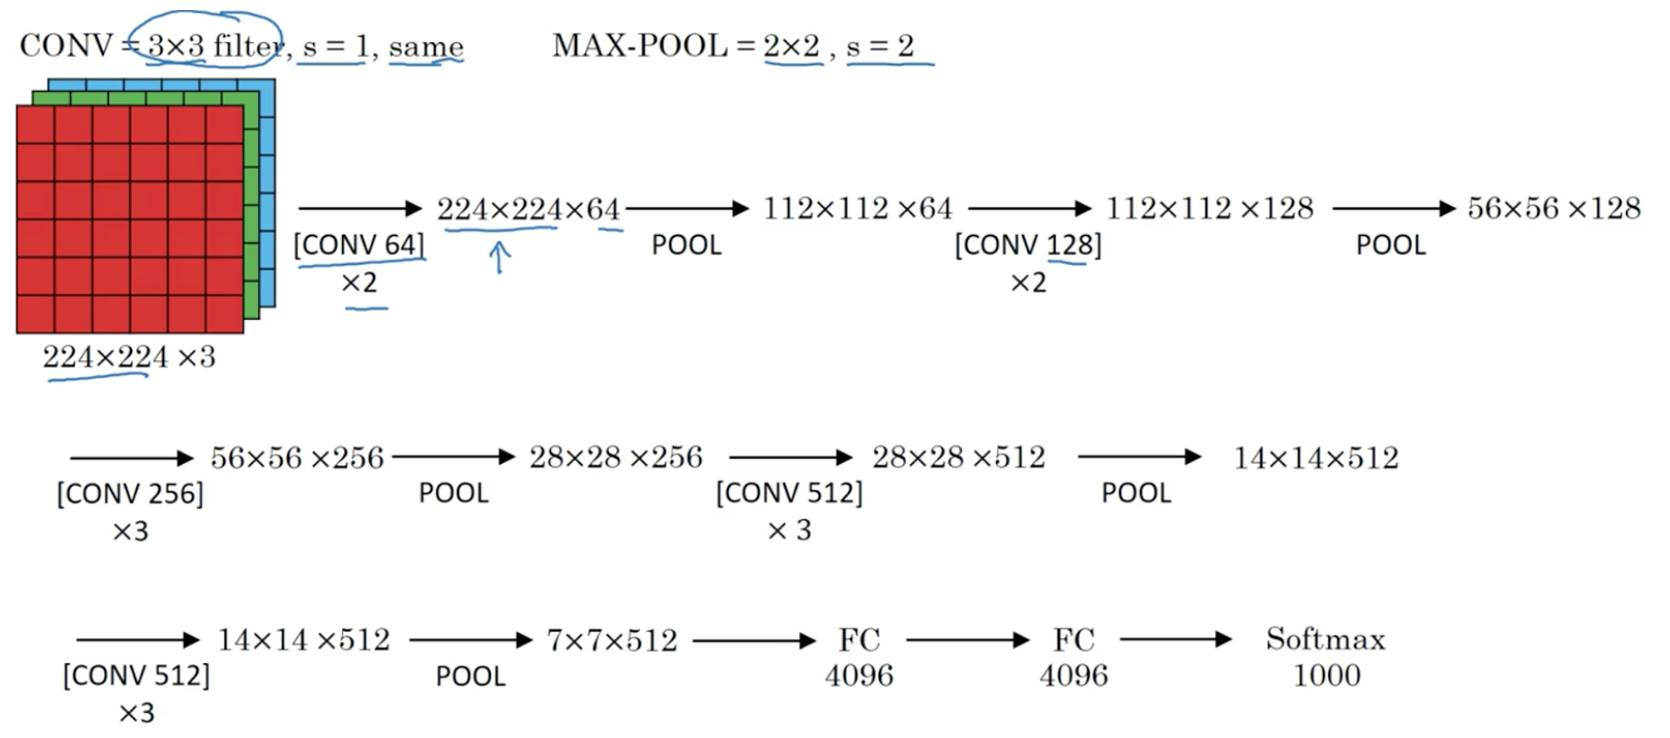 CONV = 3×3 filter, s = 1, same MAX-POOL = 2×2 , s = 2
224×224×64 112×112 ×64 112×112 ×128 56×56 ×128
[CONV 64] POOL [CONV 128] POOL
×2 ×2
224×224 ×3
56×56 ×256 28×28 ×256 28×28 ×512 14×14×512
[CONV 256] POOL [CONV 512] POOL
×3 × 3
14×14 ×512 7×7×512 FC FC Softmax
[CONV 512] POOL 4096 4096 1000
×3